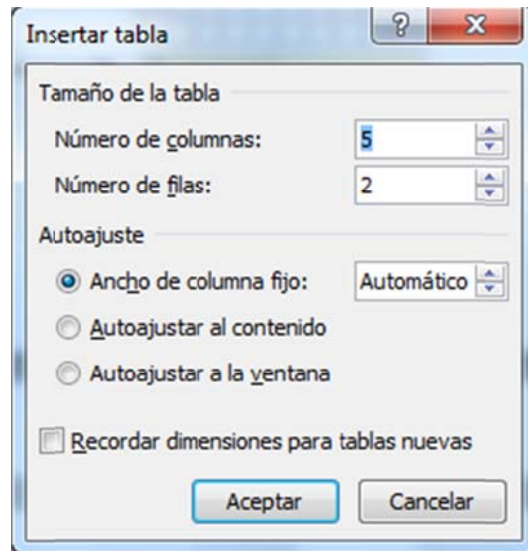 Insertar tabla
Tamaño de la tabla
Número de columnas: 5
Número de filas: 2
Autoajuste
Ancho de columna fijo: Automático
Autoajustar al contenido
Autoajustar a la ventana
Recordar dimensiones para tablas nuevas
Aceptar Cancelar